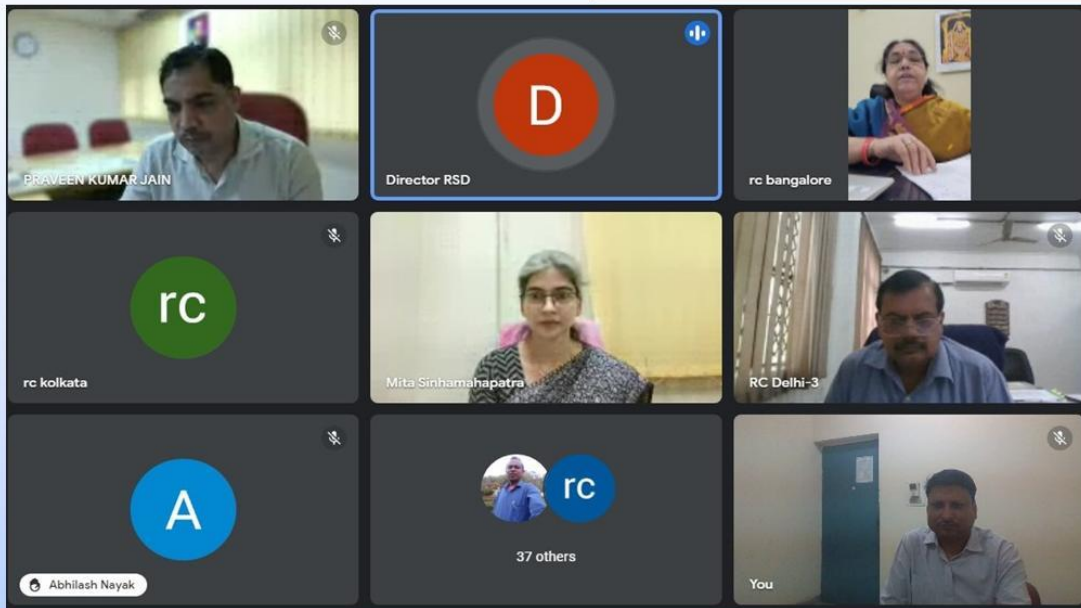 PRAVEEN KUMAR JAIN
D
Director RSD
rc bangalore
rc
rc kolkata
Mita Sinhamahapatra
RC Delhi-3
A
Abhilash Nayak
rc
37 others
You